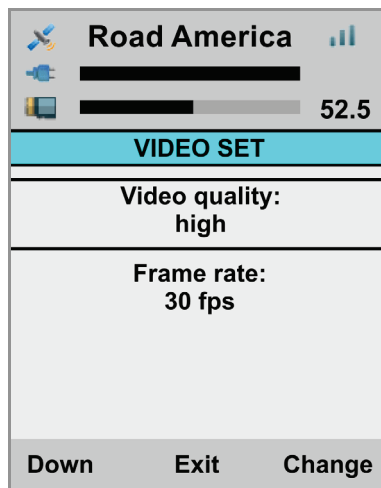 Road America
52.5
VIDEO SET
Video quality:
high
Frame rate:
30 fps
Down Exit Change